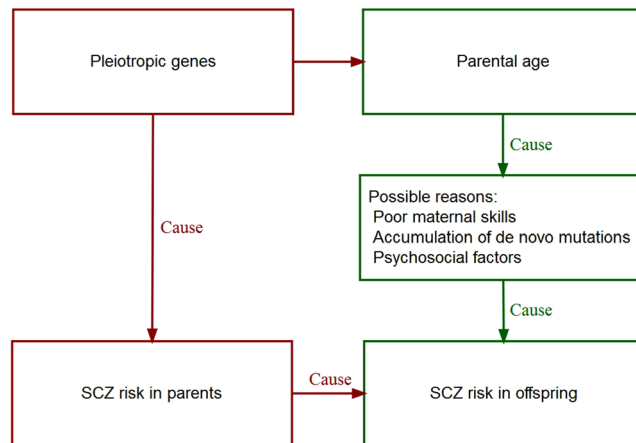 Pleiotropic genes
Parental age
Cause
Possible reasons:
Poor maternal skills
Accumulation of de novo mutations
Psychosocial factors
Cause
Cause
SCZ risk in parents
Cause
SCZ risk in offspring